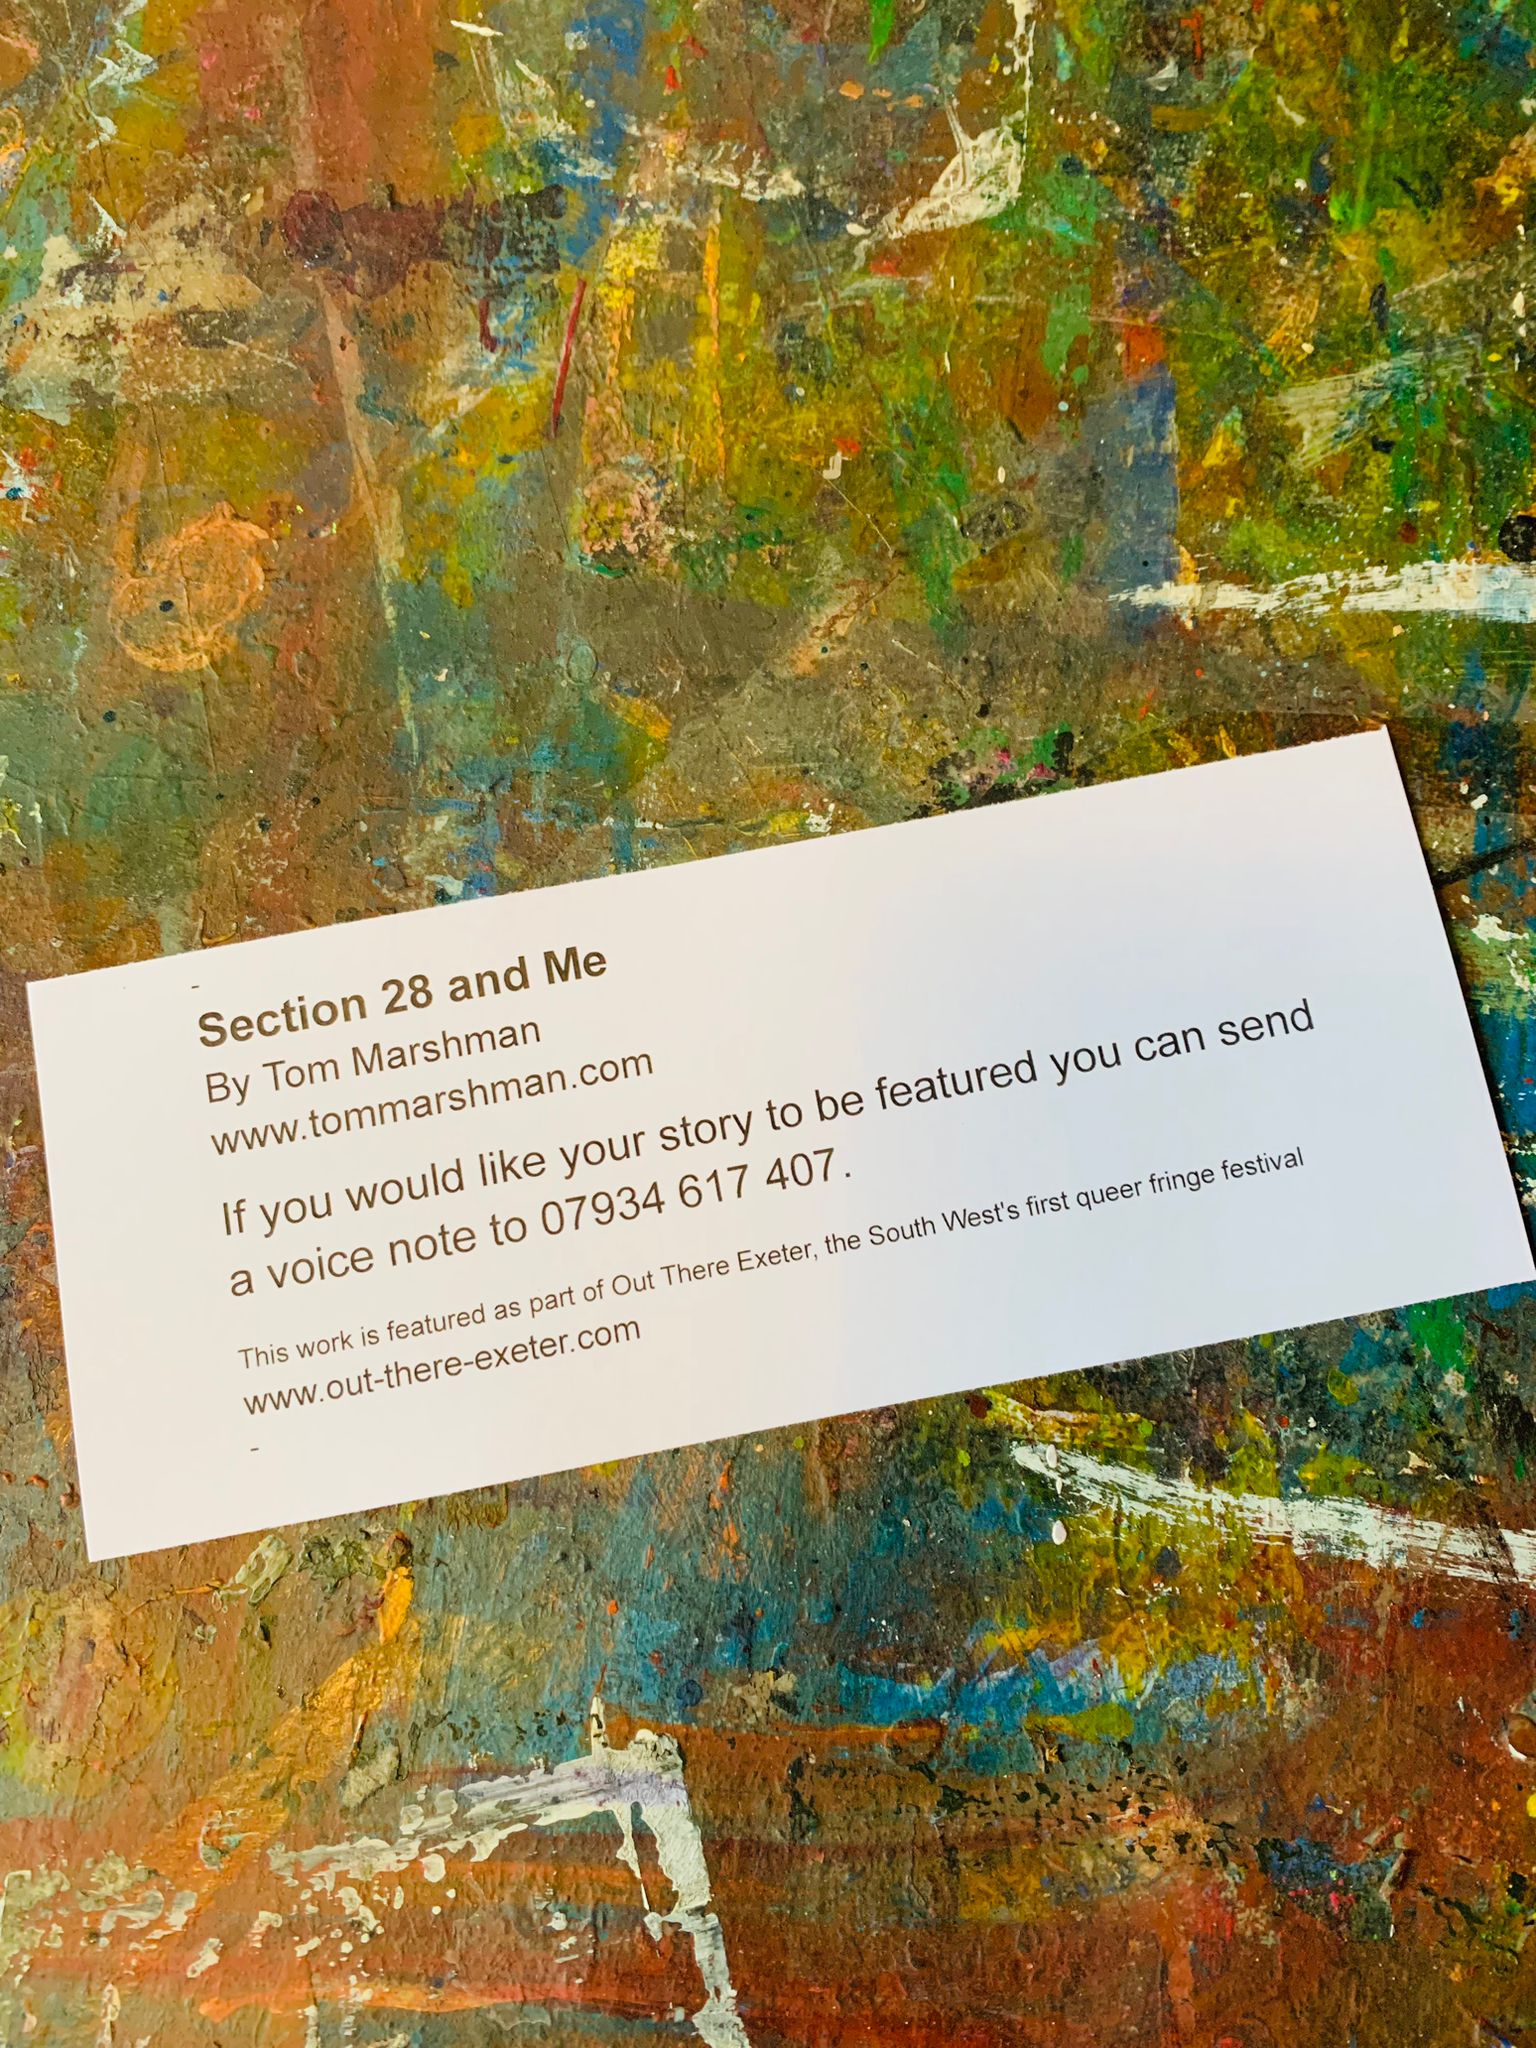 Section 28 and Me
By Tom Marshman
www.tommarshman.com
If you would like your story to be featured you can send
a voice note to 07934 617 407.
This work is featured as part of Out There Exeter, the South West's first queer fringe festival
www.out-there-exeter.com